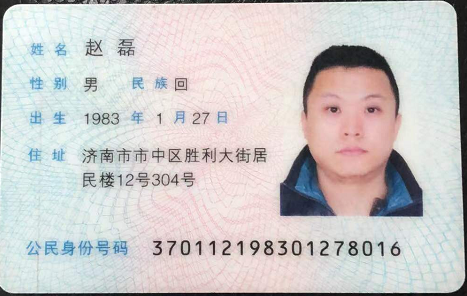 姓名 赵磊
性别 男 民族 回
出生 1983 年 1 月 27 日
住址 济南市市中区胜利大街居
民楼12号304号
公民身份号码 370112198301278016